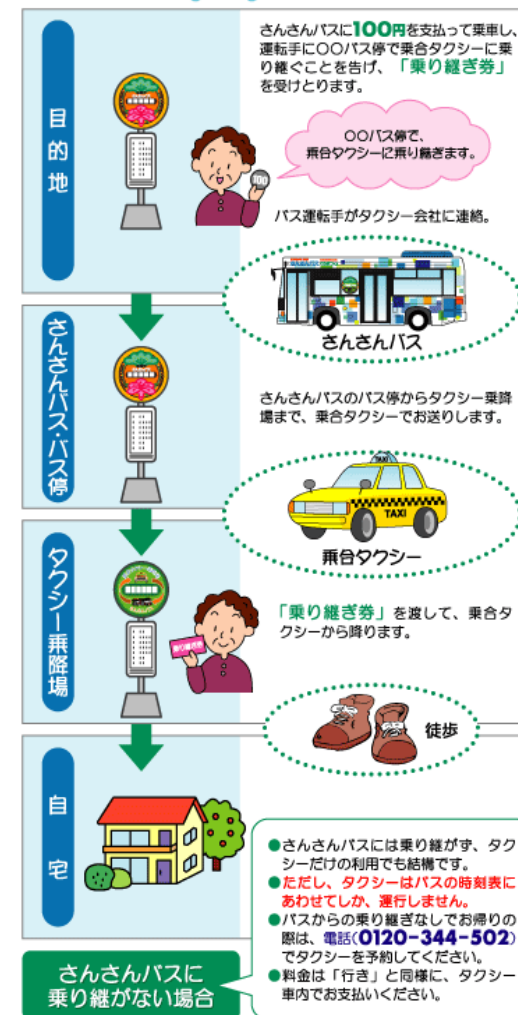 目的地
さんさんバスに100円を支払って乗車し、
運転手に〇〇バス停で乗合タクシーに乗
り継ぐことを告げ、「乗り継ぎ券」
を受けとります。
〇〇バス停で、
乗合タクシーに乗り継ぎます。
100
バス運転手がタクシー会社に連絡。
さんさんバス
さんさんバス・バス停
さんさんバスのバス停からタクシー乗降
場まで、乗合タクシーでお送りします。
TAXI
TAXI
乗合タクシー
タクシー乗降場
乗り継ぎ券
「乗り継ぎ券」を渡して、乗合タ
クシーから降ります。
徒歩
自宅
●さんさんバスには乗り継がず、タク
シーだけの利用でも結構です。
●ただし、タクシーはバスの時刻表に
あわせてしか、運行しません。
●バスからの乗り継ぎなしでお帰りの
際は、電話(0120-344-502)
でタクシーを予約してください。
●料金は「行き」と同様に、タクシー
車内でお支払いください。
さんさんバスに
乗り継がない場合